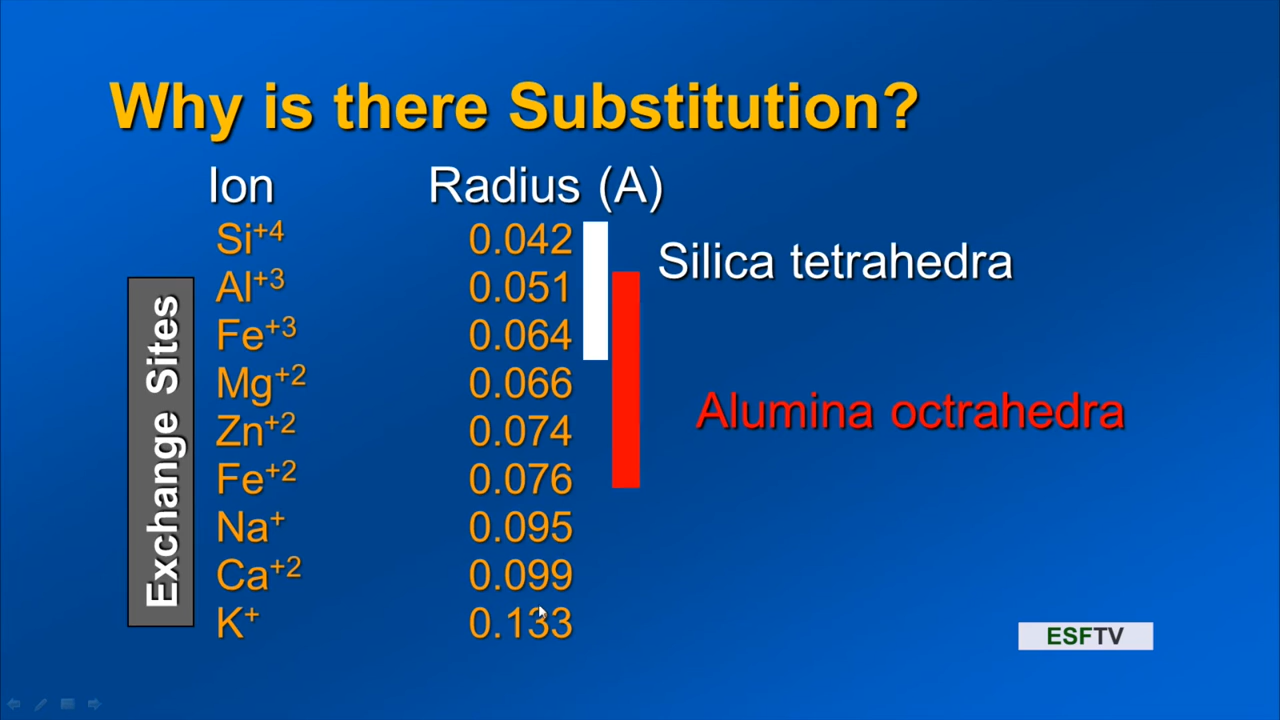 Why is there Substitution?
Ion Radius (A)
Si+4 0.042
Silica tetrahedra
Al+3 0.051
Fe+3 0.064
Mg+2 0.066
Alumina octrahedra
Zn+2 0.074
Fe+2 0.076
Na+ 0.095
Ca+2 0.099
K+ 0.133
Exchange Sites
ESFTV